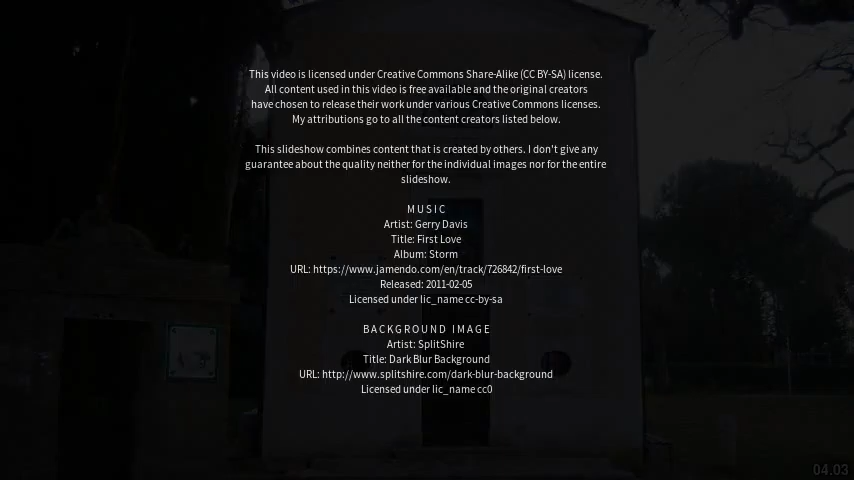 This video is licensed under Creative Commons Share-Alike (CC BY-SA) license.
All content used in this video is free available and the original creators
have chosen to release their work under various Creative Commons licenses.
My attributions go to all the content creators listed below.
This slideshow combines content that is created by others. I don't give any
guarantee about the quality neither for the individual images nor for the entire
slideshow.
MUSIC
Artist: Gerry Davis
Title: First Love
Album: Storm
URL: https://www.jamendo.com/en/track/726842/first-love
Released: 2011-02-05
Licensed under lic_name cc-by-sa
BACKGROUND IMAGE
Artist: SplitShire
Title: Dark Blur Background
URL: http://www.splitshire.com/dark-blur-background
Licensed under lic_name cc0
04.03